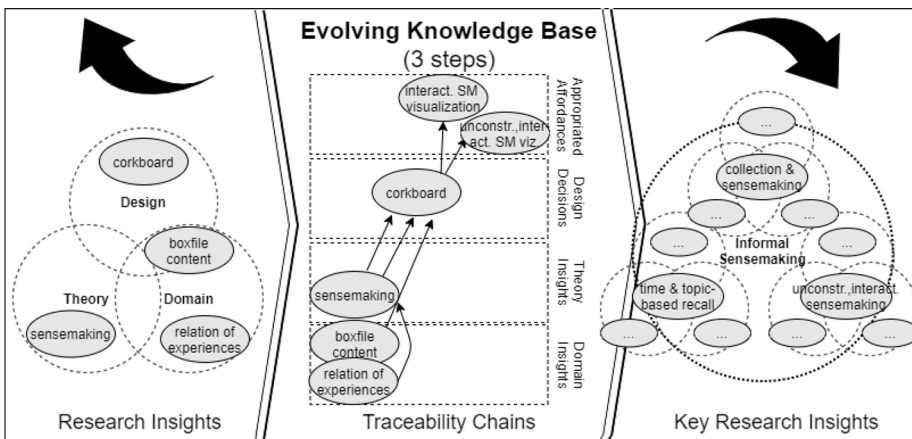 Evolving Knowledge Base
(3 steps)
corkboard
Design
boxfile
content
Theory
Domain
sensemaking
relation of
experiences
Research Insights
interact. SM
visualization
unconstr.,inter
act. SM viz.
Appropriated
Affordances
corkboard
Design
Decisions
sensemaking
Theory
Insights
boxfile
content
relation of
experiences
Domain
Insights
Traceability Chains
...
collection &
sensemaking
...
...
...
Informal
Sensemaking
...
time & topic-
based recall
unconstr.,interact.
sensemaking
...
...
...
...
Key Research Insights